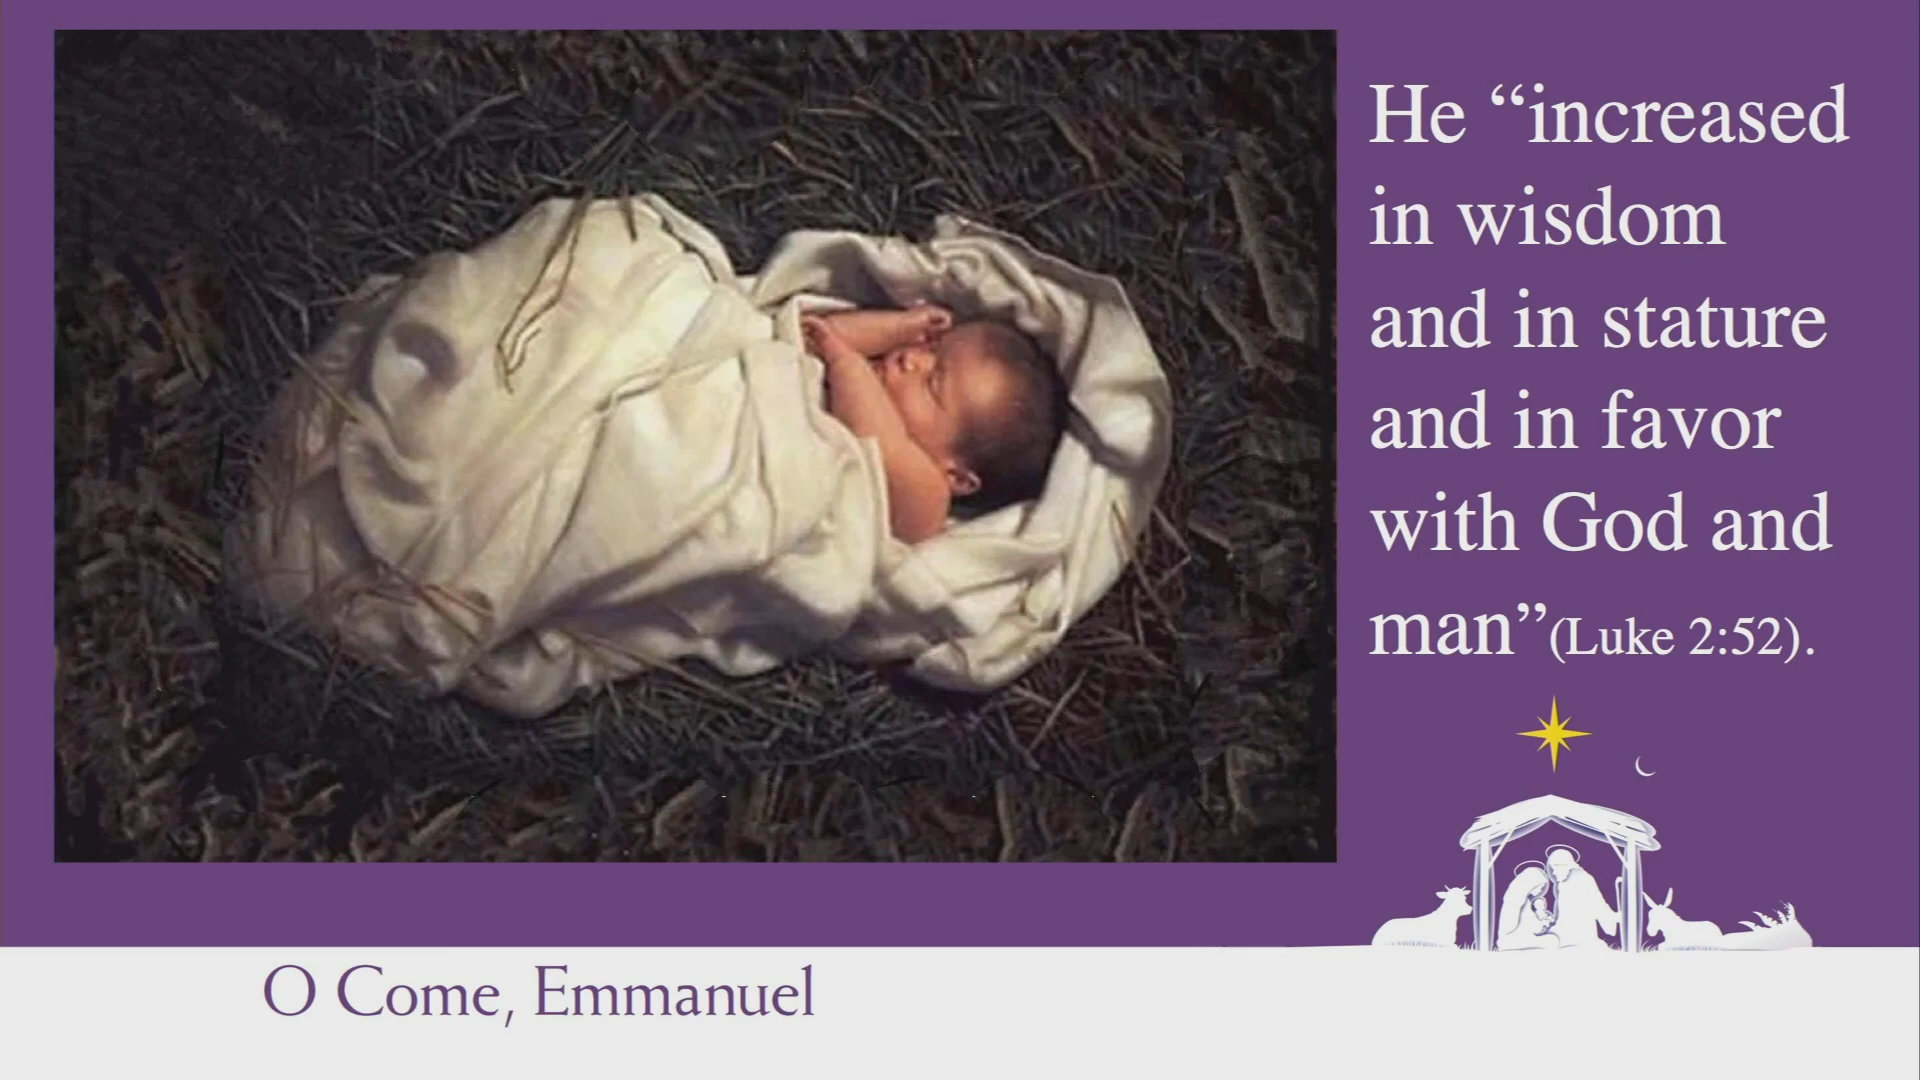 He “increased
in wisdom
and in stature
and in favor
with God and
man”(Luke 2:52).
O Come, Emmanuel